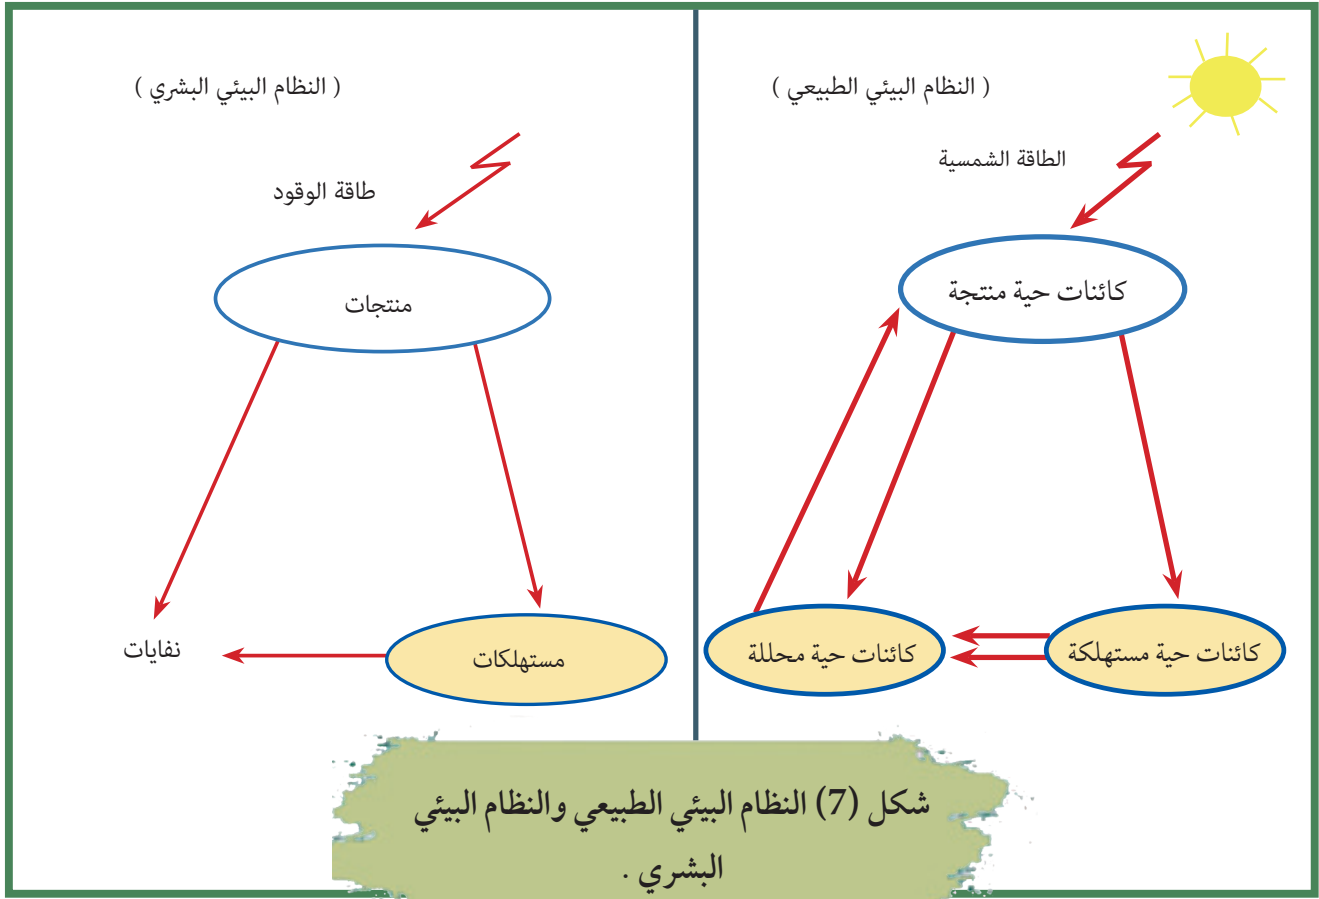 ( النظام البيئي الطبيعي )
الطاقة الشمسية
كائنات حية منتجة
كائنات حية مستهلكة
كائنات حية محللة
( النظام البيئي البشري )
طاقة الوقود
منتجات
مستهلكات
نفايات
شكل (7) النظام البيئي الطبيعي والنظام البيئي
البشري .